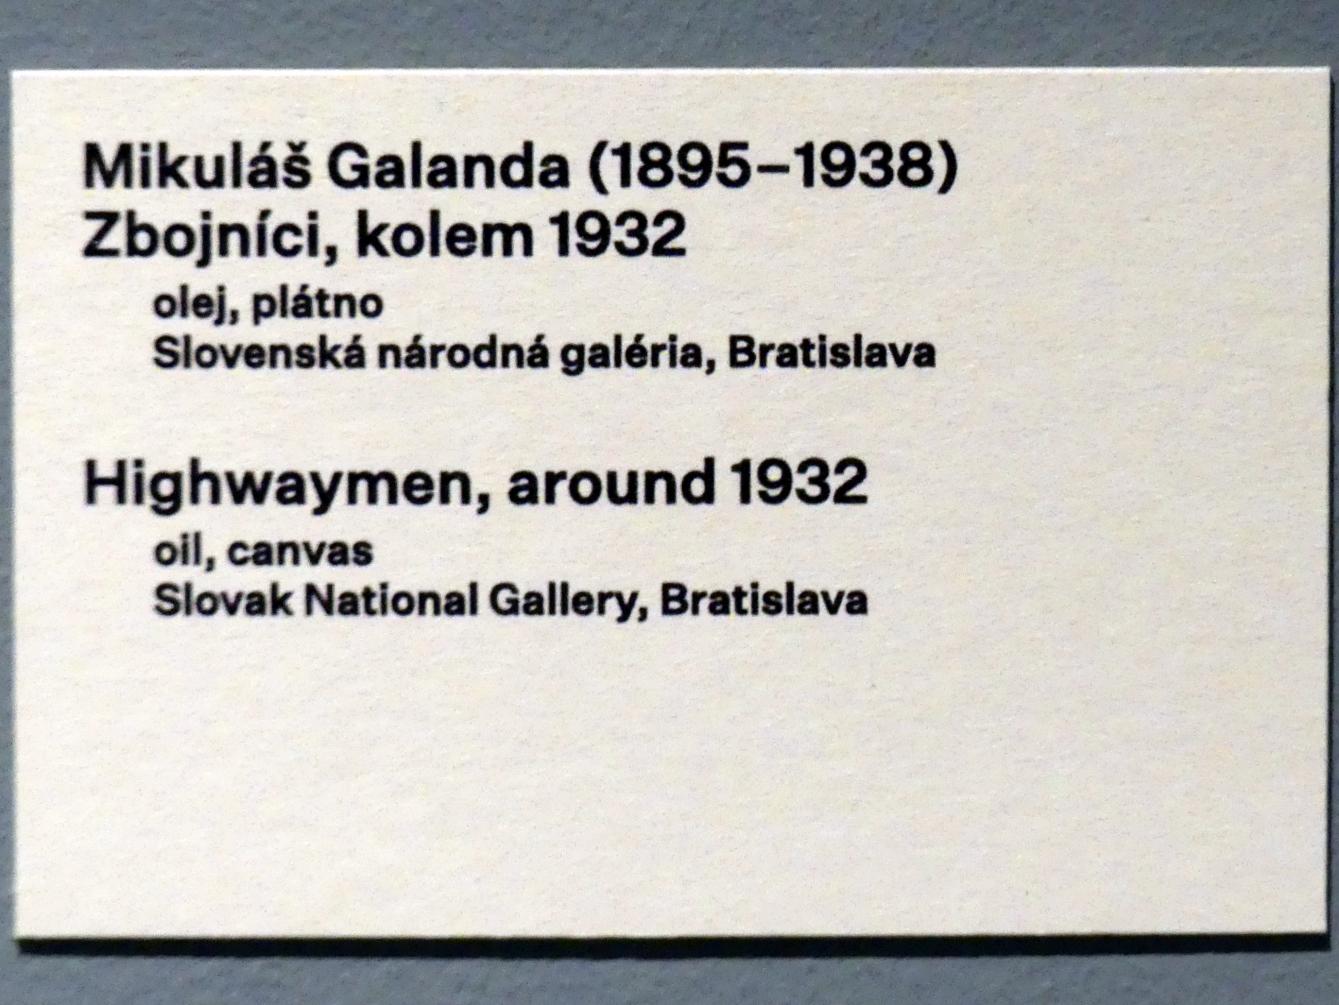 Mikuláš Galanda (1895–1938)
Zbojníci, kolem 1932
olej, plátno
Slovenská národná galéria, Bratislava
Highwaymen, around 1932
oil, canvas
Slovak National Gallery, Bratislava